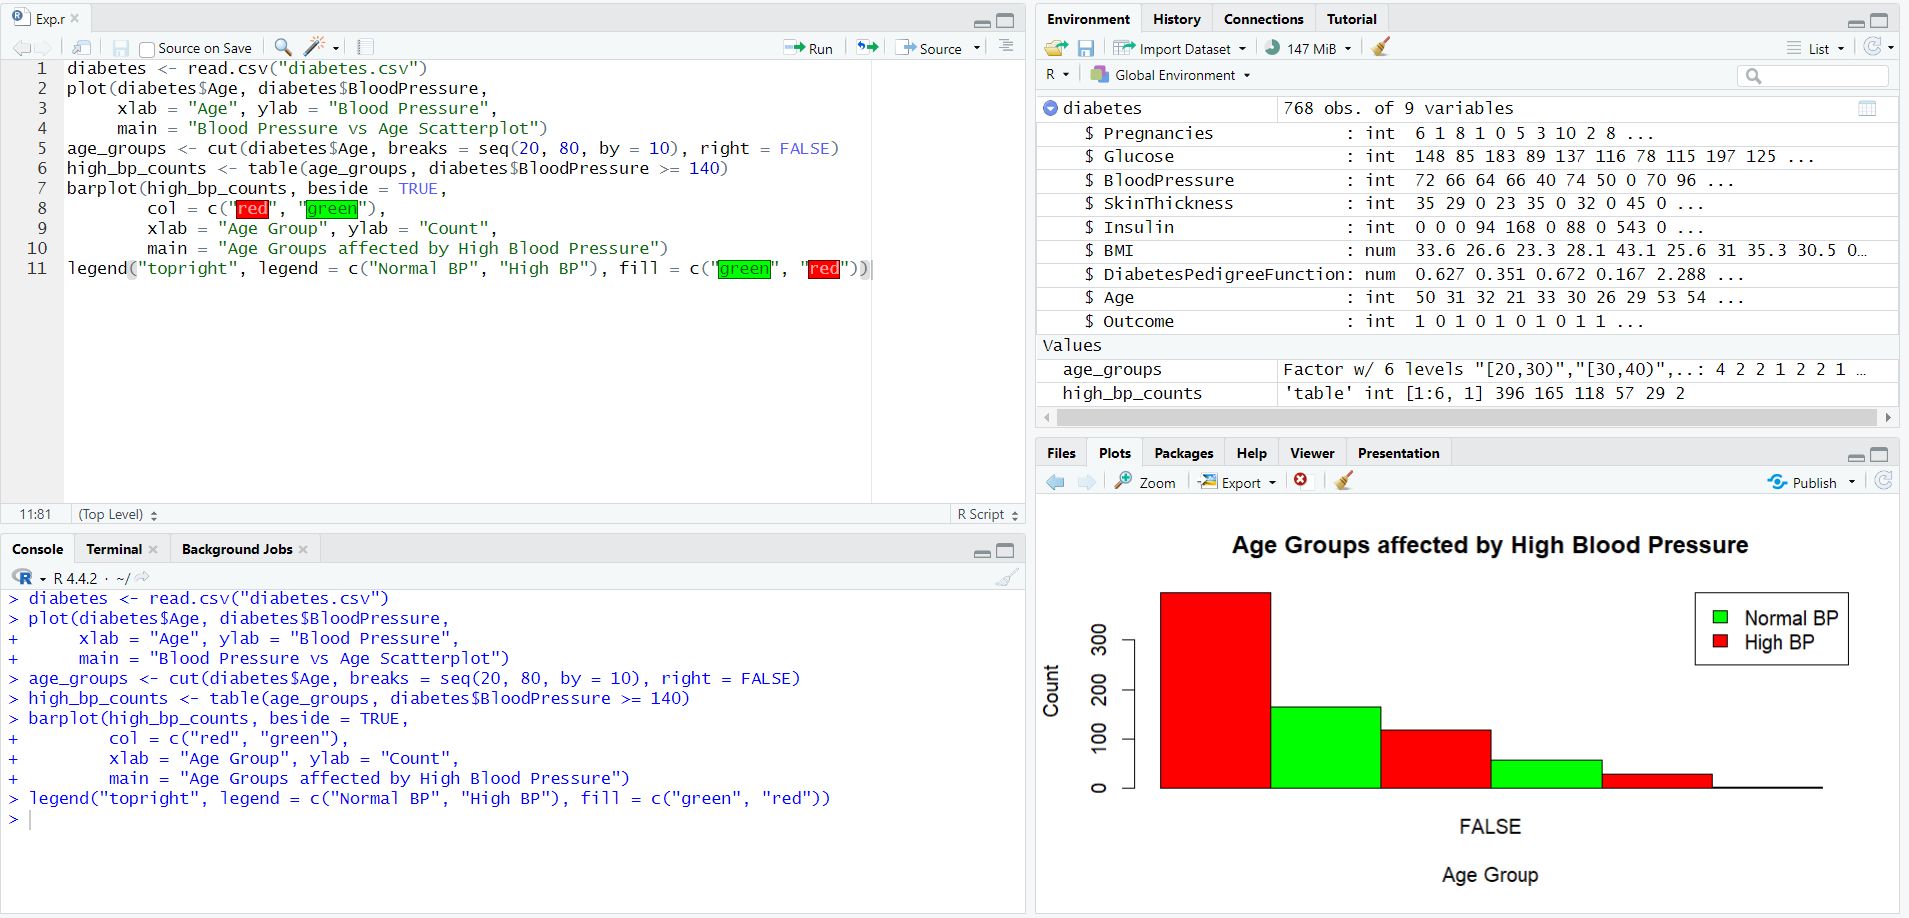 Exp.r
Source on Save
Run
Source
1 diabetes <- read.csv("diabetes.csv")
2 plot(diabetes$Age, diabetes$BloodPressure,
3 xlab = "Age", ylab = "Blood Pressure",
4 main = "Blood Pressure vs Age Scatterplot")
5 age_groups <- cut(diabetes$Age, breaks = seq(20, 80, by = 10), right = FALSE)
6 high_bp_counts <- table(age_groups, diabetes$BloodPressure >= 140)
7 barplot(high_bp_counts, beside = TRUE,
8 col = c("red", "green"),
9 xlab = "Age Group", ylab = "Count",
10 main = "Age Groups affected by High Blood Pressure")
11 legend("topright", legend = c("Normal BP", "High BP"), fill = c("green", "red"))
11:81 (Top Level) R Script
Console Terminal Background Jobs
R R 4.4.2 · ~/
> diabetes <- read.csv("diabetes.csv")
> plot(diabetes$Age, diabetes$BloodPressure,
+ xlab = "Age", ylab = "Blood Pressure",
+ main = "Blood Pressure vs Age Scatterplot")
> age_groups <- cut(diabetes$Age, breaks = seq(20, 80, by = 10), right = FALSE)
> high_bp_counts <- table(age_groups, diabetes$BloodPressure >= 140)
> barplot(high_bp_counts, beside = TRUE,
+ col = c("red", "green"),
+ xlab = "Age Group", ylab = "Count",
+ main = "Age Groups affected by High Blood Pressure")
> legend("topright", legend = c("Normal BP", "High BP"), fill = c("green", "red"))
>
Environment History Connections Tutorial
Import Dataset 147 MiB List
R Global Environment
diabetes 768 obs. of 9 variables
$ Pregnancies : int 6 1 8 1 0 5 3 10 2 8 ...
$ Glucose : int 148 85 183 89 137 116 78 115 197 125 ...
$ BloodPressure : int 72 66 64 66 40 74 50 0 70 96 ...
$ SkinThickness : int 35 29 0 23 35 0 32 0 45 0 ...
$ Insulin : int 0 0 0 94 168 0 88 0 543 0 ...
$ BMI : num 33.6 26.6 23.3 28.1 43.1 25.6 31 35.3 30.5 0…
$ DiabetesPedigreeFunction: num 0.627 0.351 0.672 0.167 2.288 ...
$ Age : int 50 31 32 21 33 30 26 29 53 54 ...
$ Outcome : int 1 0 1 0 1 0 1 0 1 1 ...
Values
age_groups Factor w/ 6 levels "[20,30)","[30,40)",..: 4 2 2 1 2 2 1 …
high_bp_counts 'table' int [1:6, 1] 396 165 118 57 29 2
Files Plots Packages Help Viewer Presentation
Zoom Export Publish
Age Groups affected by High Blood Pressure
Normal BP
High BP
Count
300
200
100
0
FALSE
Age Group